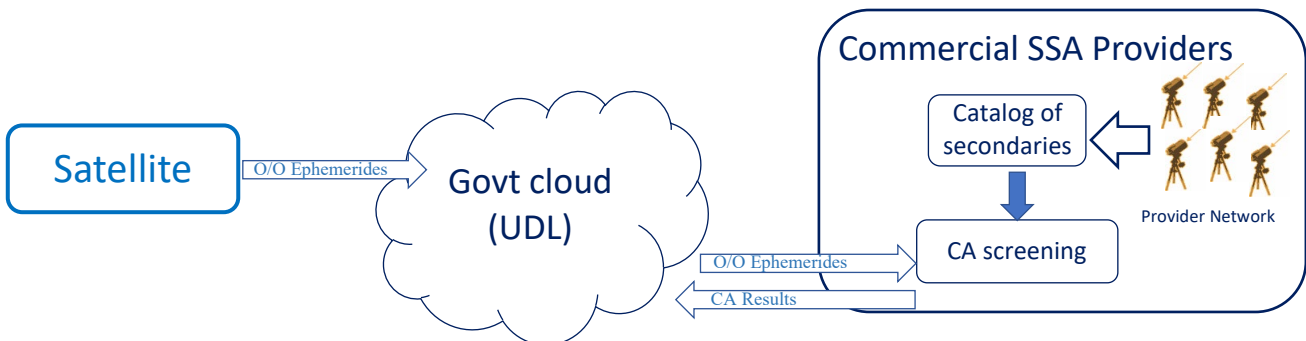 Commercial SSA Providers
Satellite
O/O Ephemerides
Govt cloud
(UDL)
Catalog of
secondaries
Provider Network
O/O Ephemerides
CA screening
CA Results